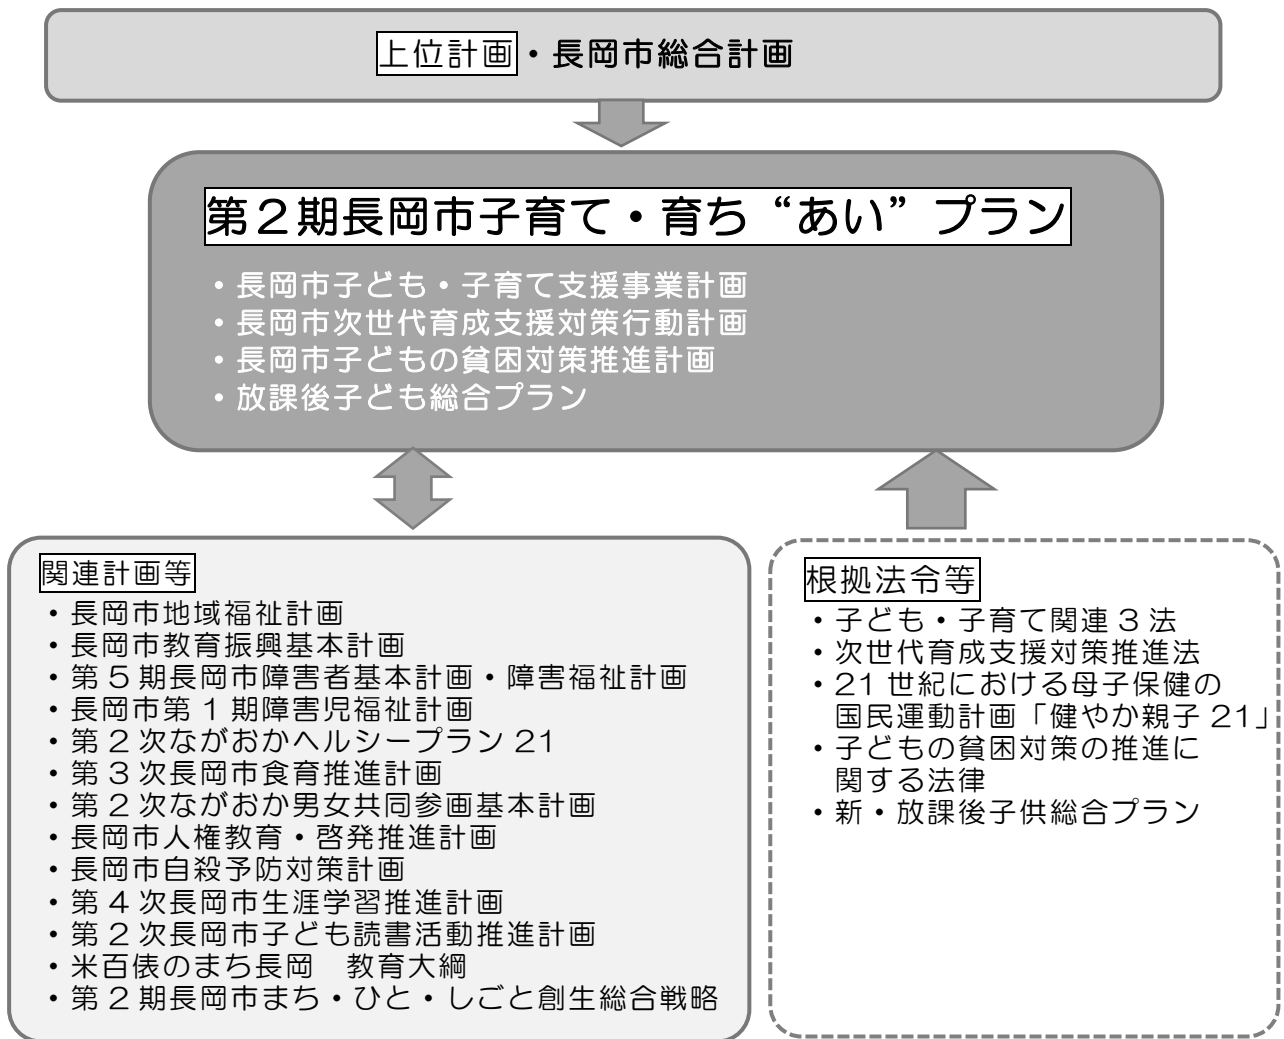 上位計画・長岡市総合計画
第２期長岡市子育て・育ち“あい”プラン
・長岡市子ども・子育て支援事業計画
・長岡市次世代育成支援対策行動計画
・長岡市子どもの貧困対策推進計画
・放課後子ども総合プラン
関連計画等
・長岡市地域福祉計画
・長岡市教育振興基本計画
・第５期長岡市障害者基本計画・障害福祉計画
・長岡市第１期障害児福祉計画
・第２次ながおかヘルシープラン 21
・第３次長岡市食育推進計画
・第２次ながおか男女共同参画基本計画
・長岡市人権教育・啓発推進計画
・長岡市自殺予防対策計画
・第４次長岡市生涯学習推進計画
・第２次長岡市子ども読書活動推進計画
・米百俵のまち長岡　教育大綱
・第２期長岡市まち・ひと・しごと創生総合戦略
根拠法令等
・子ども・子育て関連３法
・次世代育成支援対策推進法
・21 世紀における母子保健の
国民運動計画「健やか親子 21」
・子どもの貧困対策の推進に
関する法律
・新・放課後子供総合プラン